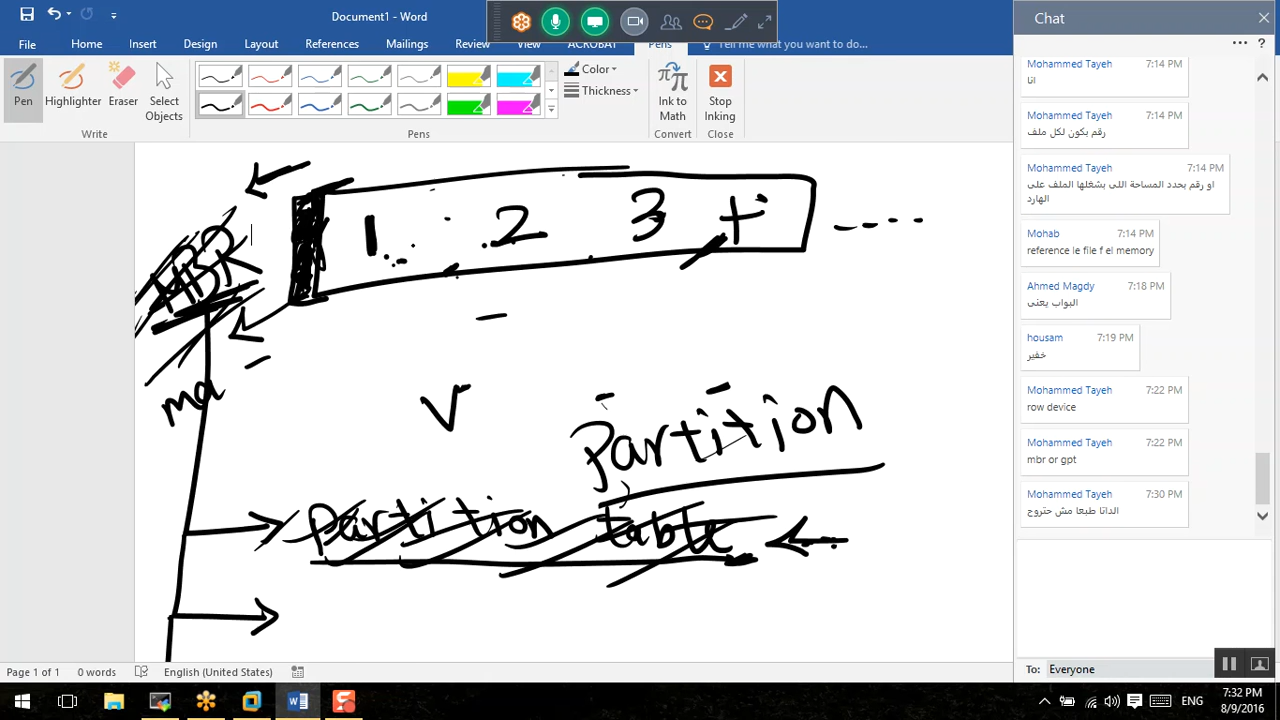 Document1 - Word
File
Home
Insert
Design
Layout
References
Mailings
Review
View
ACROBAT
Pens
Tell me what you want to do...
Pen
Highlighter
Eraser
Select Objects
Color
Thickness
Ink to Math
Stop Inking
Write
Pens
Convert
Close
MBR
1
2
3
ma
partition
partition table
Page 1 of 1
0 words
English (United States)
Chat
Mohammed Tayeh 7:14 PM
اتا
Mohammed Tayeh 7:14 PM
رقم يكون لكل ملف
Mohammed Tayeh 7:14 PM
او رقم بحدد المساحة اللى بشغلها الملف على
الهارد
Mohab 7:14 PM
reference le file f el memory
Ahmed Magdy 7:18 PM
البواب يعنى
housam 7:19 PM
خفير
Mohammed Tayeh 7:22 PM
row device
Mohammed Tayeh 7:22 PM
mbr or gpt
Mohammed Tayeh 7:30 PM
الداتا طبعا مش حتروح
To: Everyone
ENG
7:32 PM
8/9/2016